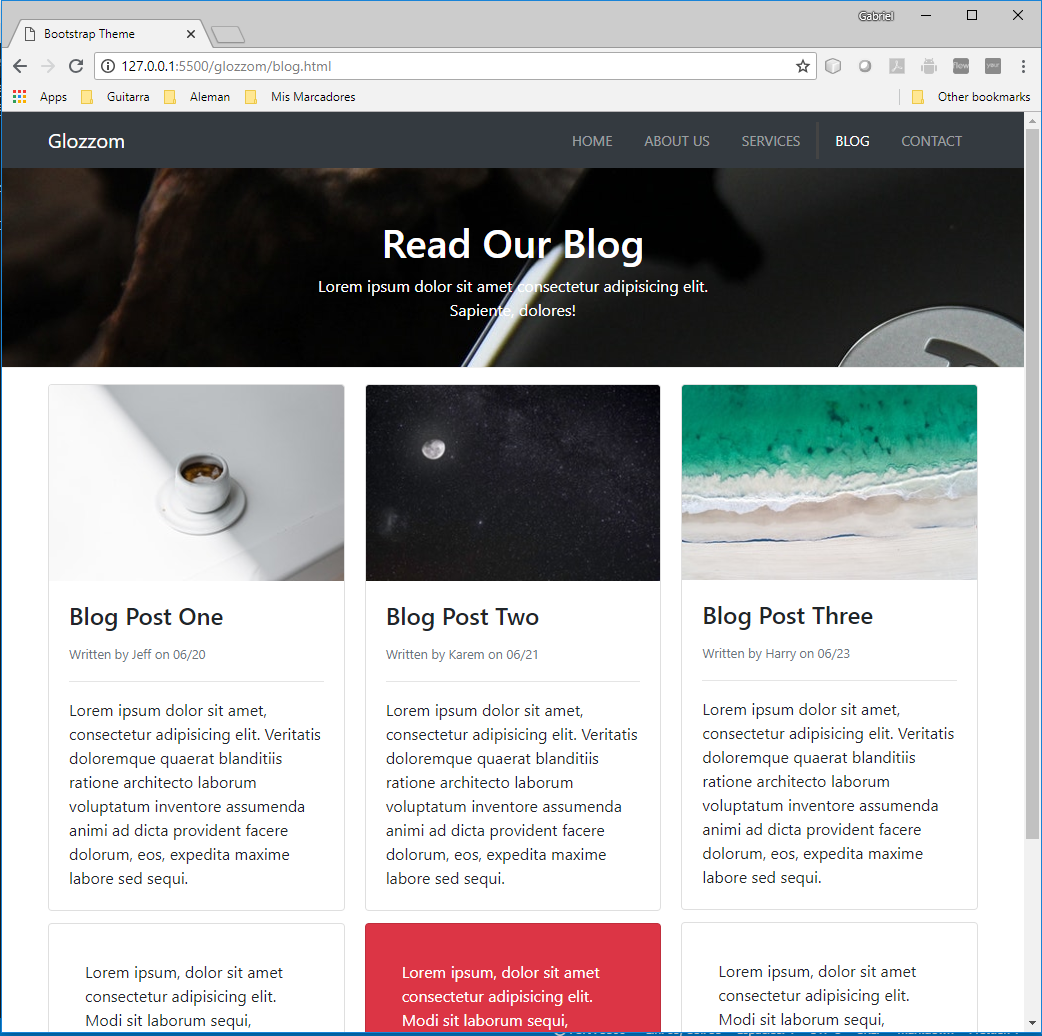 Gabriel
Bootstrap Theme
127.0.0.1:5500/glozzom/blog.html
Apps Guitarra Aleman Mis Marcadores Other bookmarks
Glozzom HOME ABOUT US SERVICES BLOG CONTACT
Read Our Blog
Lorem ipsum dolor sit amet consectetur adipisicing elit.
Sapiente, dolores!
Blog Post One
Written by Jeff on 06/20
Lorem ipsum dolor sit amet,
consectetur adipisicing elit. Veritatis
doloremque quaerat blanditiis
ratione architecto laborum
voluptatum inventore assumenda
animi ad dicta provident facere
dolorum, eos, expedita maxime
labore sed sequi.
Blog Post Two
Written by Karem on 06/21
Lorem ipsum dolor sit amet,
consectetur adipisicing elit. Veritatis
doloremque quaerat blanditiis
ratione architecto laborum
voluptatum inventore assumenda
animi ad dicta provident facere
dolorum, eos, expedita maxime
labore sed sequi.
Blog Post Three
Written by Harry on 06/23
Lorem ipsum dolor sit amet,
consectetur adipisicing elit. Veritatis
doloremque quaerat blanditiis
ratione architecto laborum
voluptatum inventore assumenda
animi ad dicta provident facere
dolorum, eos, expedita maxime
labore sed sequi.
Lorem ipsum, dolor sit amet
consectetur adipisicing elit.
Modi sit laborum sequi,
Lorem ipsum, dolor sit amet
consectetur adipisicing elit.
Modi sit laborum sequi,
Lorem ipsum, dolor sit amet
consectetur adipisicing elit.
Modi sit laborum sequi,